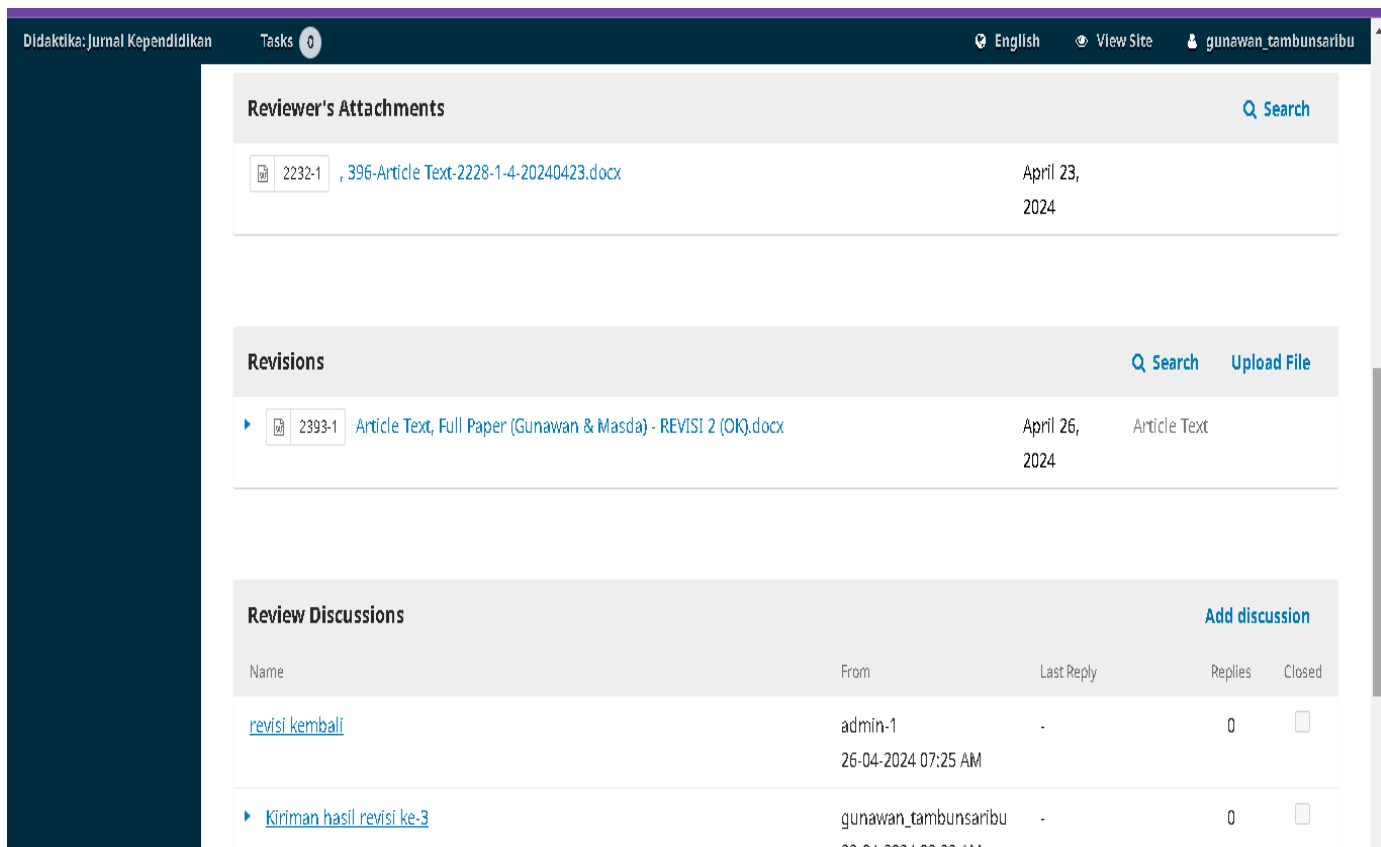 Didaktika: Jurnal Kependidikan Tasks 0 English View Site gunawan_tambunsaribu
Reviewer's Attachments Search
2232-1 , 396-Article Text-2228-1-4-20240423.docx April 23,
2024
Revisions Search Upload File
2393-1 Article Text, Full Paper (Gunawan & Masda) - REVISI 2 (OK).docx April 26, Article Text
2024
Review Discussions Add discussion
Name From Last Reply Replies Closed
revisi kembali admin-1 - 0
26-04-2024 07:25 AM
Kiriman hasil revisi ke-3 gunawan_tambunsaribu - 0